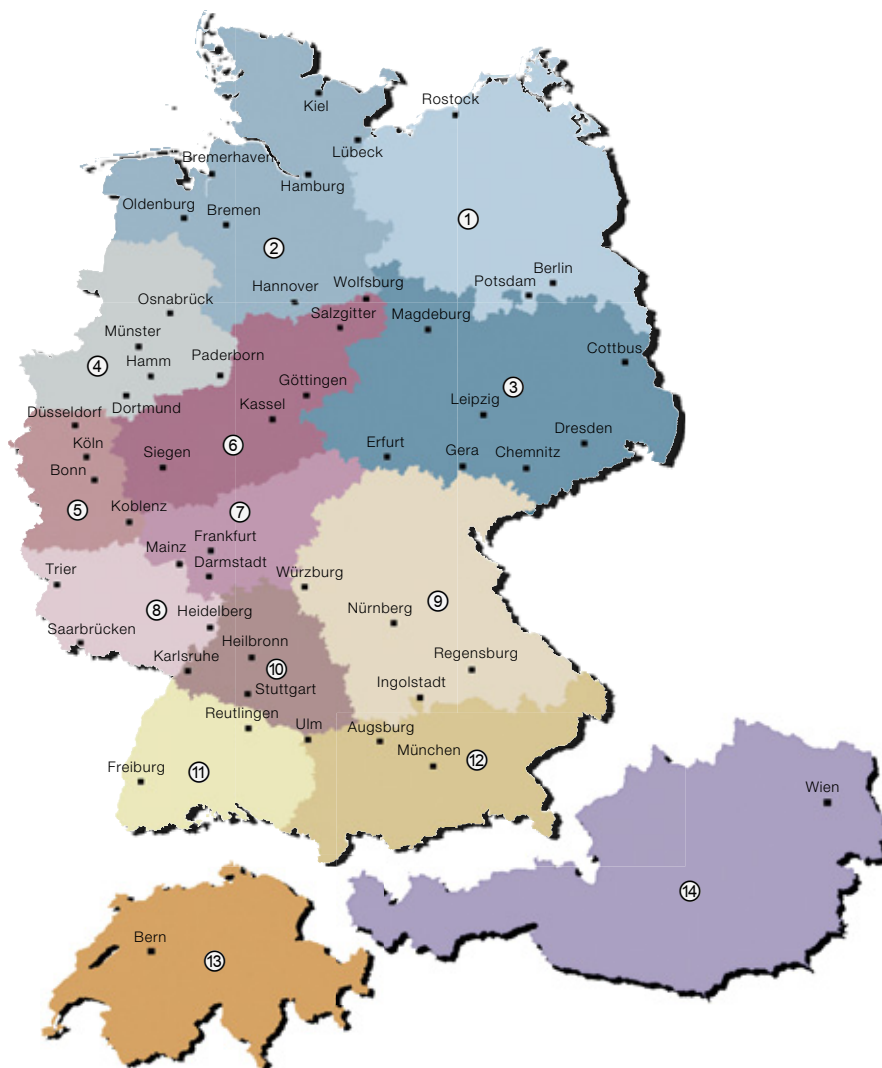 Kiel
Rostock
Lübeck
Bremerhaven
Hamburg
Oldenburg
Bremen
1
2
Berlin
Potsdam
Hannover
Wolfsburg
Osnabrück
Salzgitter
Magdeburg
Münster
Cottbus
Hamm
Paderborn
4
Göttingen
3
Leipzig
Dortmund
Düsseldorf
Kassel
Dresden
Köln
6
Siegen
Erfurt
Gera
Chemnitz
Bonn
5
Koblenz
7
Frankfurt
Mainz
Darmstadt
Trier
Würzburg
8
9
Heidelberg
Nürnberg
Saarbrücken
Heilbronn
Karlsruhe
10
Regensburg
Stuttgart
Ingolstadt
Reutlingen
Ulm
Augsburg
München
12
Freiburg
11
Wien
14
Bern
13